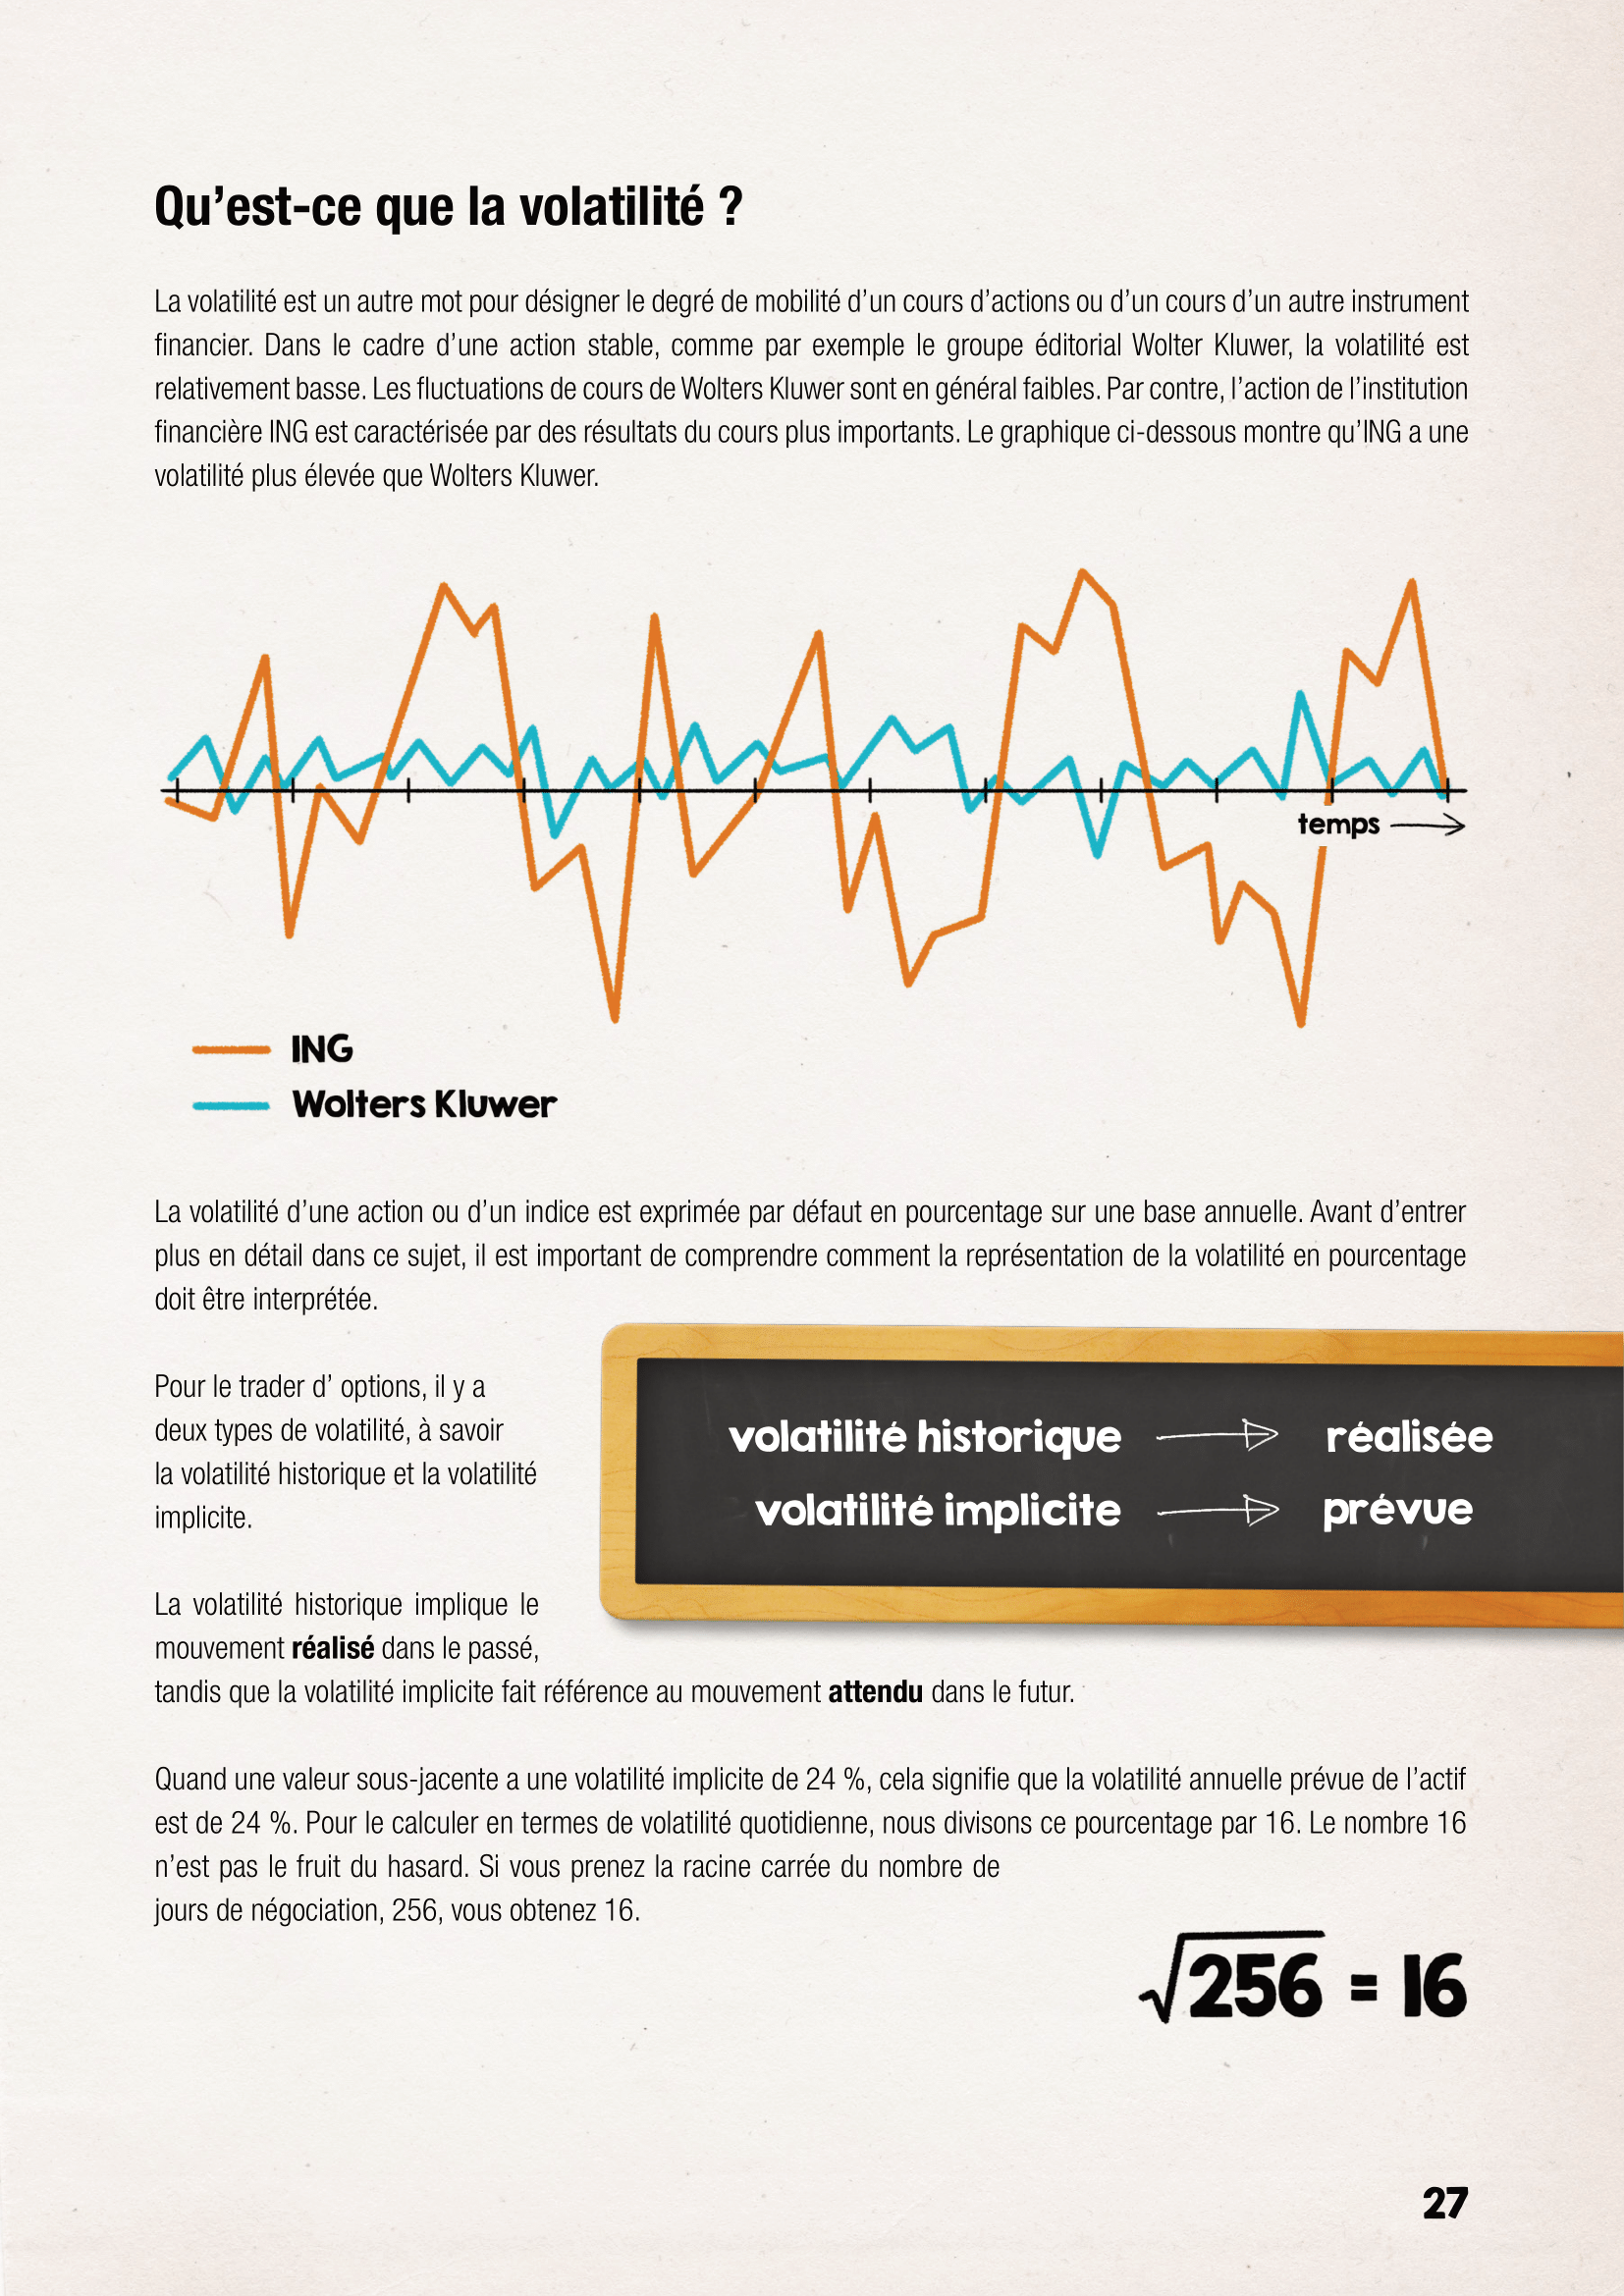 Qu’est-ce que la volatilité ?
La volatilité est un autre mot pour désigner le degré de mobilité d’un cours d’actions ou d’un cours d’un autre instrument
financier. Dans le cadre d’une action stable, comme par exemple le groupe éditorial Wolter Kluwer, la volatilité est
relativement basse. Les fluctuations de cours de Wolters Kluwer sont en général faibles. Par contre, l’action de l’institution
financière ING est caractérisée par des résultats du cours plus importants. Le graphique ci-dessous montre qu’ING a une
volatilité plus élevée que Wolters Kluwer.
temps
ING
Wolters Kluwer
La volatilité d’une action ou d’un indice est exprimée par défaut en pourcentage sur une base annuelle. Avant d’entrer
plus en détail dans ce sujet, il est important de comprendre comment la représentation de la volatilité en pourcentage
doit être interprétée.
Pour le trader d’ options, il y a
deux types de volatilité, à savoir
la volatilité historique et la volatilité
implicite.
volatilité historique réalisée
volatilité implicite prévue
La volatilité historique implique le
mouvement réalisé dans le passé,
tandis que la volatilité implicite fait référence au mouvement attendu dans le futur.
Quand une valeur sous-jacente a une volatilité implicite de 24 %, cela signifie que la volatilité annuelle prévue de l’actif
est de 24 %. Pour le calculer en termes de volatilité quotidienne, nous divisons ce pourcentage par 16. Le nombre 16
n’est pas le fruit du hasard. Si vous prenez la racine carrée du nombre de
jours de négociation, 256, vous obtenez 16.
√256 = 16
27